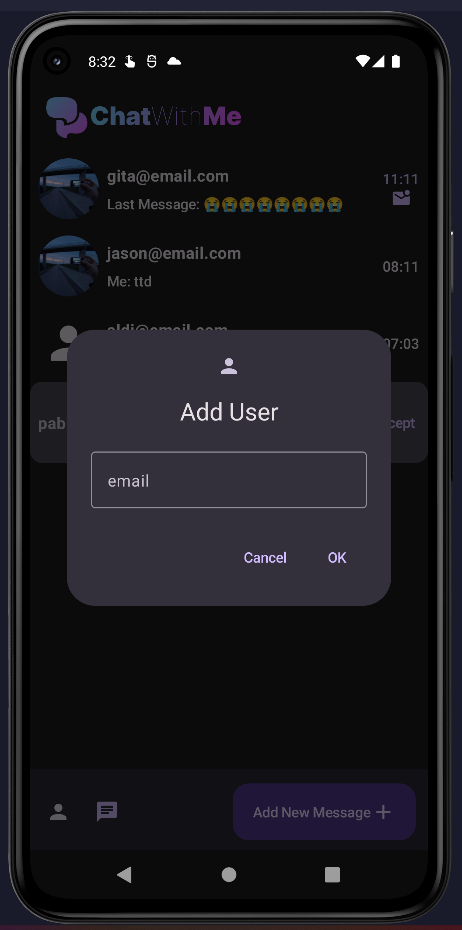 8:32
ChatWithMe
gita@email.com
11:11
Last Message: 😭😭😭😭😭😭😭😭
jason@email.com
08:11
Me: ttd
aldi@email.com
07:03
pab
cept
Add User
email
Cancel OK
Add New Message +